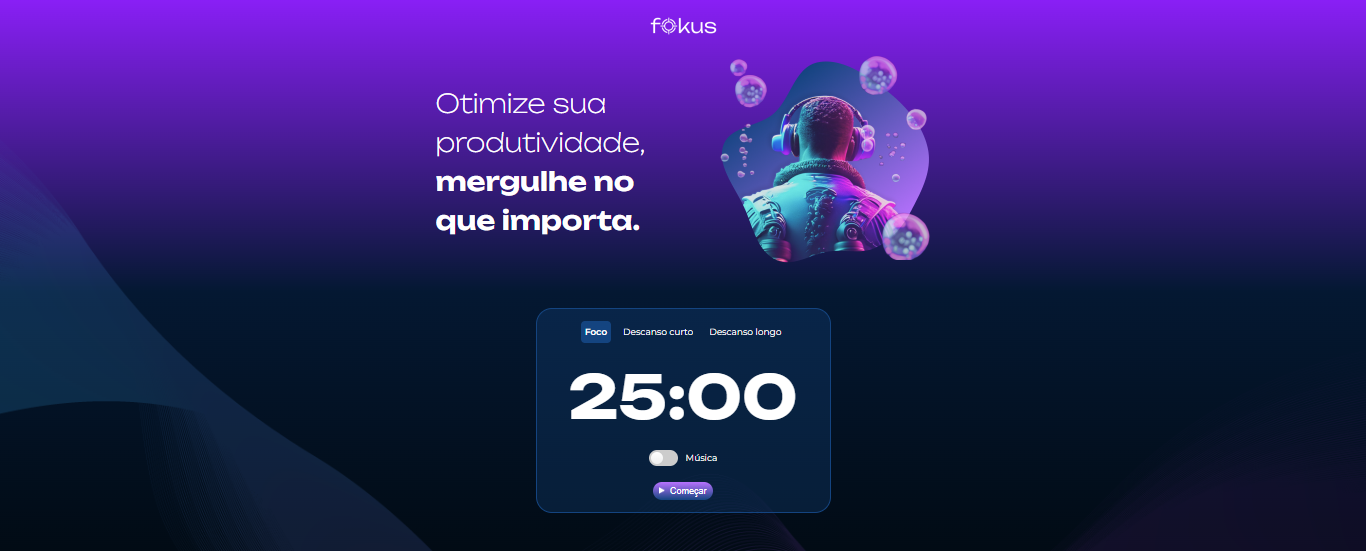 fokus
Otimize sua
produtividade,
mergulhe no
que importa.
Foco Descanso curto Descanso longo
25:00
Música
Começar